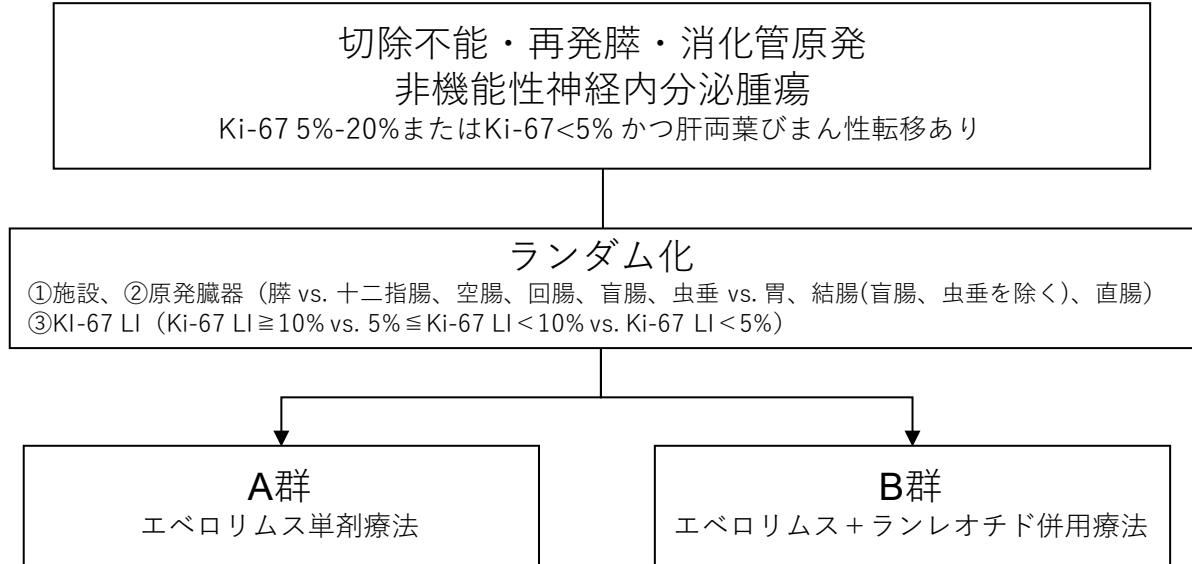 切除不能・再発膵・消化管原発
非機能性神経内分泌腫瘍
Ki-67 5%-20%またはKi-67<5% かつ肝両葉びまん性転移あり
ランダム化
①施設、②原発臓器（膵 vs. 十二指腸、空腸、回腸、盲腸、虫垂 vs. 胃、結腸(盲腸、虫垂を除く)、直腸）
③KI-67 LI（Ki-67 LI≧10% vs. 5%≦Ki-67 LI＜10% vs. Ki-67 LI＜5%）
A群
エベロリムス単剤療法
B群
エベロリムス＋ランレオチド併用療法